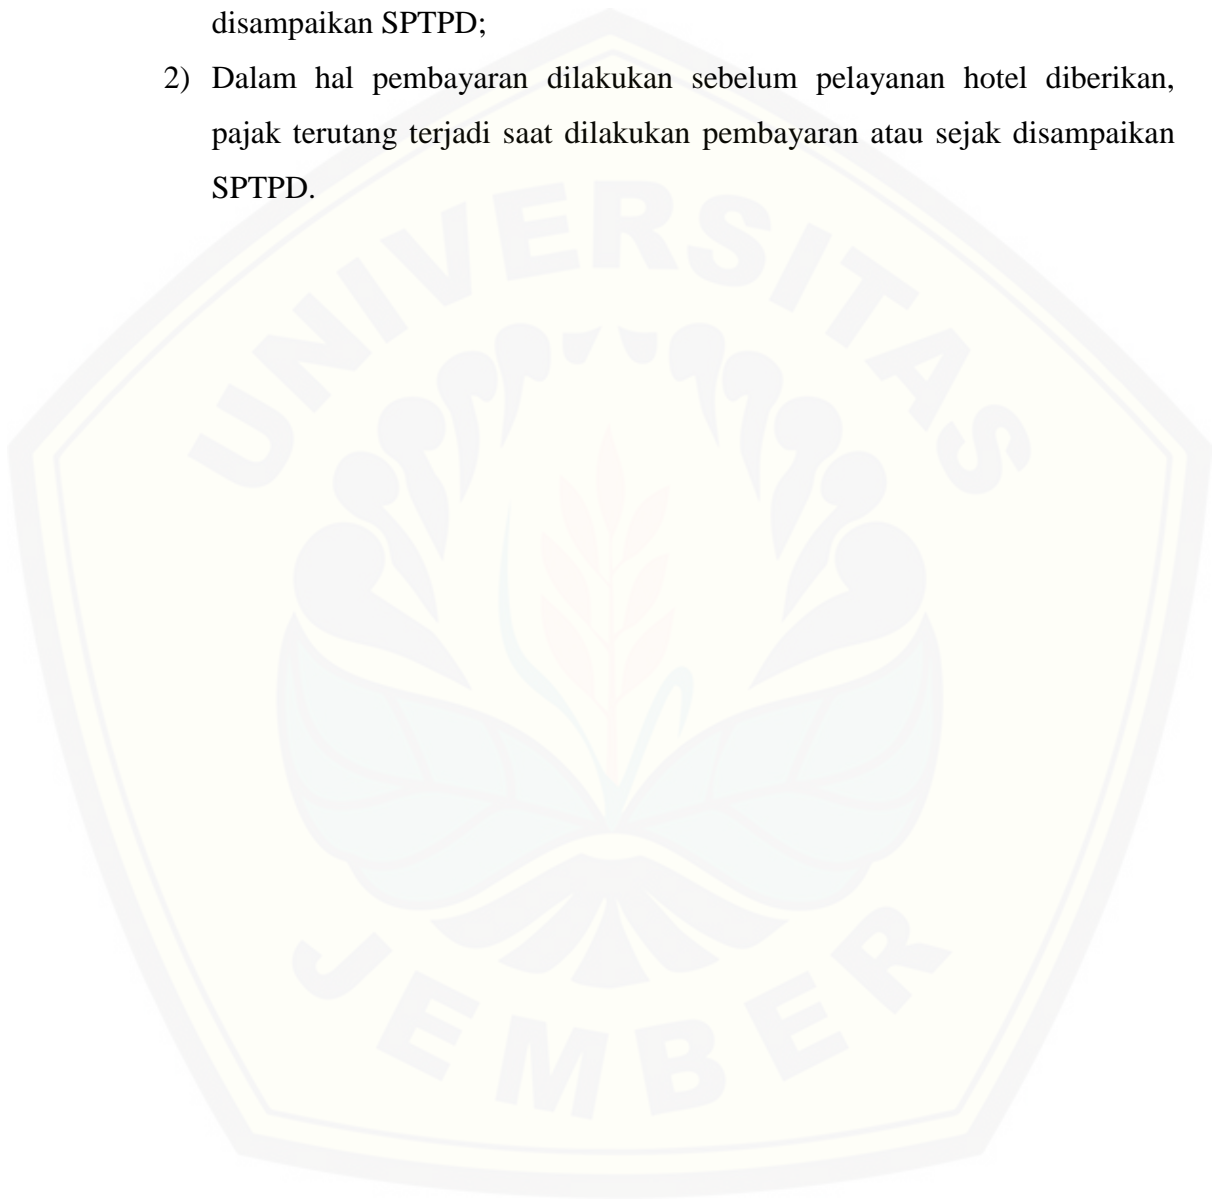 disampaikan SPTPD;
2) Dalam hal pembayaran dilakukan sebelum pelayanan hotel diberikan,
pajak terutang terjadi saat dilakukan pembayaran atau sejak disampaikan
SPTPD.
UNIVERSITAS
JEMBER